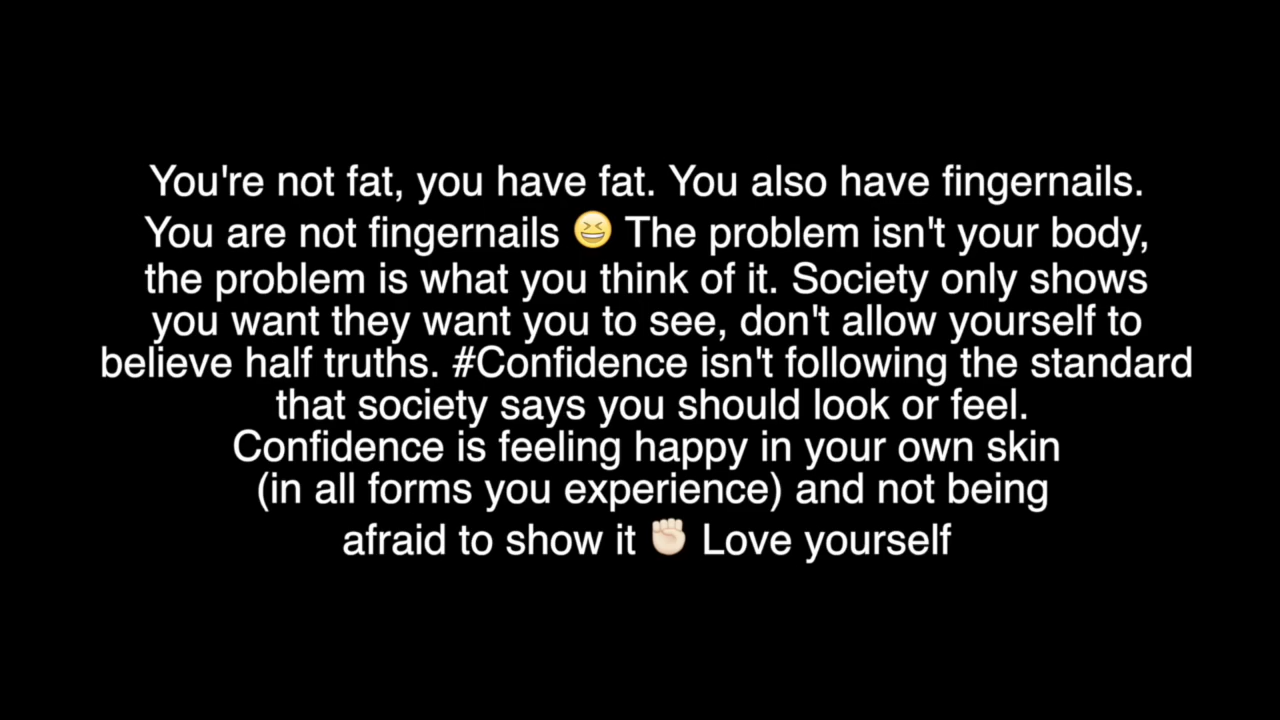 You're not fat, you have fat. You also have fingernails.
You are not fingernails 😆 The problem isn't your body,
the problem is what you think of it. Society only shows
you want they want you to see, don't allow yourself to
believe half truths. #Confidence isn't following the standard
that society says you should look or feel.
Confidence is feeling happy in your own skin
(in all forms you experience) and not being
afraid to show it ✊🏻 Love yourself